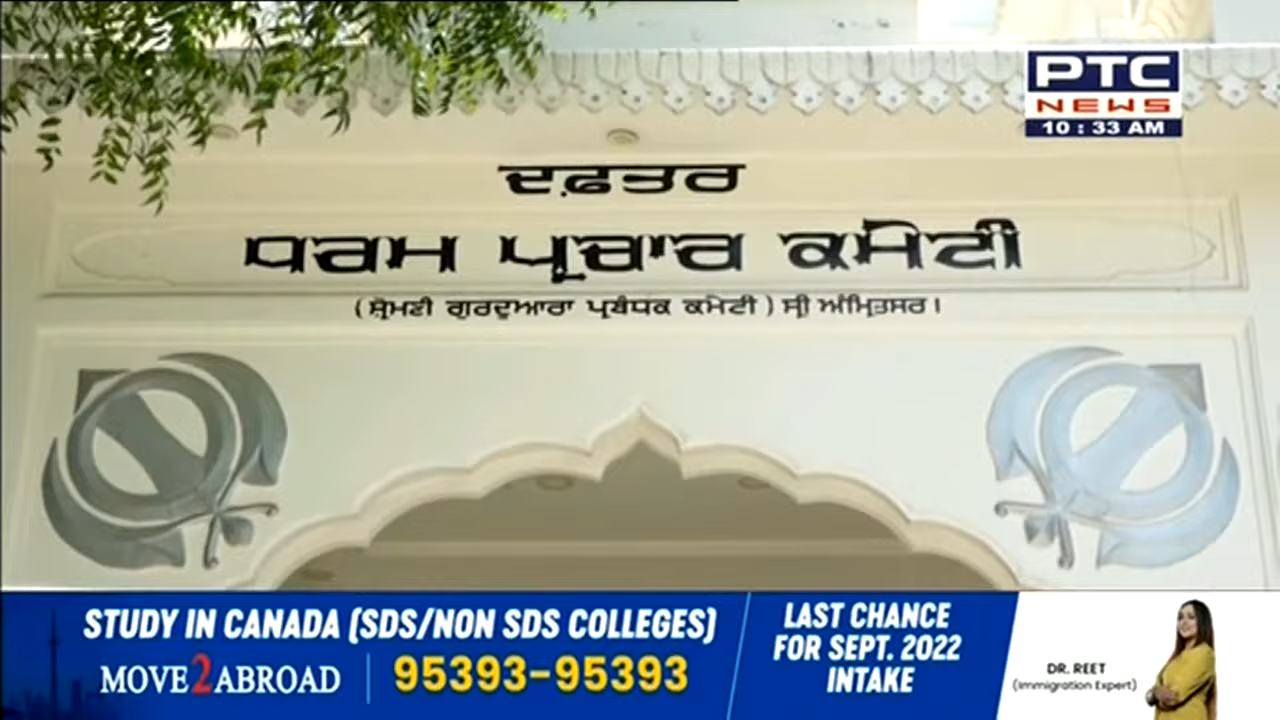 PTC
NEWS
10 : 33 AM
ਦਫ਼ਤਰ
ਧਰਮ ਪ੍ਰਚਾਰ ਕਮੇਟੀ
( ਸ਼੍ਰੋਮਣੀ ਗੁਰਦੁਆਰਾ ਪ੍ਰਬੰਧਕ ਕਮੇਟੀ ) ਸ੍ਰੀ ਅੰਮ੍ਰਿਤਸਰ ।
STUDY IN CANADA (SDS/NON SDS COLLEGES)
MOVE2ABROAD
95393-95393
LAST CHANCE
FOR SEPT. 2022
INTAKE
DR. REET
(Immigration Expert)